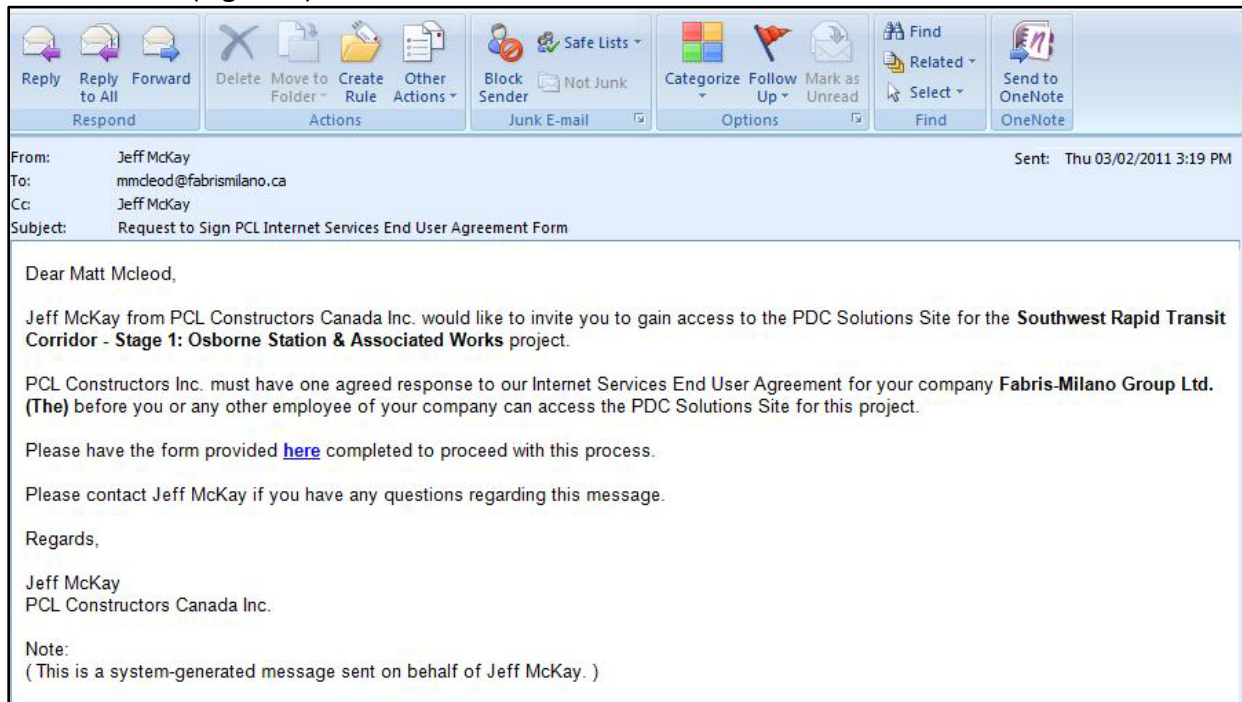 Reply Reply to All Forward Delete Move to Folder Create Rule Other Actions Block Sender Safe Lists Not Junk Categorize Follow Up Mark as Unread Find Related Select Send to OneNote
Respond Actions Junk E-mail Options Find OneNote
From: Jeff McKay Sent: Thu 03/02/2011 3:19 PM
To: mmcleod@fabrismilano.ca
Cc: Jeff McKay
Subject: Request to Sign PCL Internet Services End User Agreement Form
Dear Matt Mcleod,
Jeff McKay from PCL Constructors Canada Inc. would like to invite you to gain access to the PDC Solutions Site for the Southwest Rapid Transit
Corridor - Stage 1: Osborne Station & Associated Works project.
PCL Constructors Inc. must have one agreed response to our Internet Services End User Agreement for your company Fabris-Milano Group Ltd.
(The) before you or any other employee of your company can access the PDC Solutions Site for this project.
Please have the form provided here completed to proceed with this process.
Please contact Jeff McKay if you have any questions regarding this message.
Regards,
Jeff McKay
PCL Constructors Canada Inc.
Note:
( This is a system-generated message sent on behalf of Jeff McKay. )